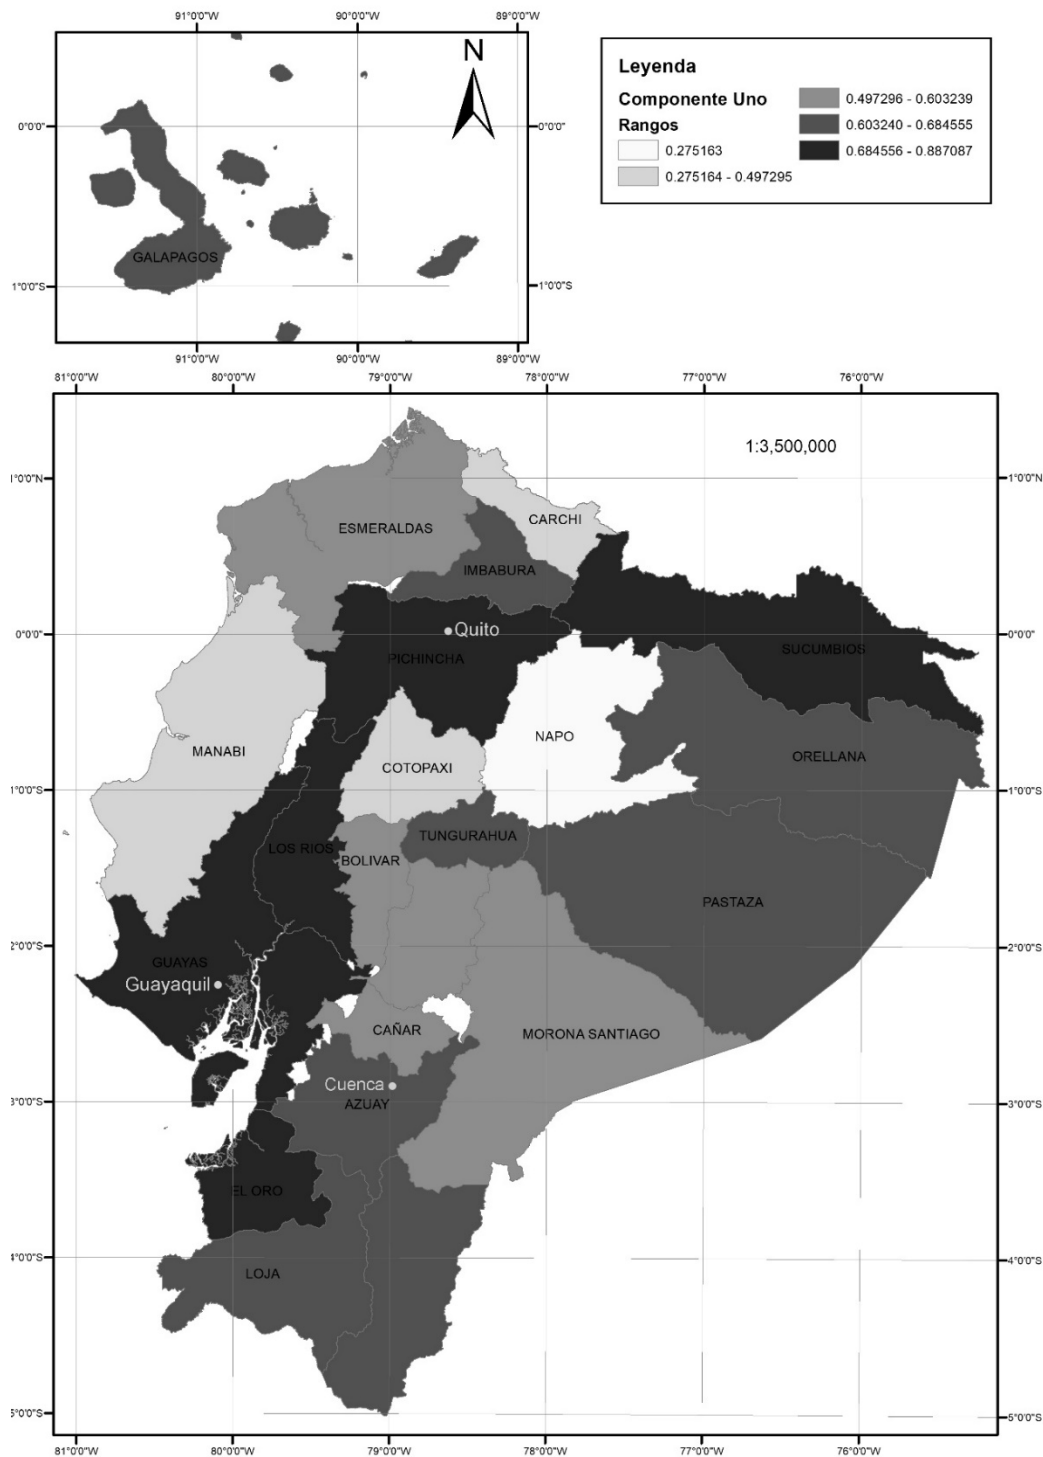 91°0'0"W 90°0'0"W 89°0'0"W
N
0°0'0" 0°0'0"
GALAPAGOS
1°0'0"S 1°0'0"S
91°0'0"W 90°0'0"W 89°0'0"W
Leyenda
Componente Uno
Rangos
0.275163
0.275164 - 0.497295
0.497296 - 0.603239
0.603240 - 0.684555
0.684556 - 0.887087
81°0'0"W 80°0'0"W 79°0'0"W 78°0'0"W 77°0'0"W 76°0'0"W
1:3,500,000
1°0'0"N 1°0'0"N
CARCHI
ESMERALDAS
IMBABURA
0°0'0" 0°0'0"
Quito
PICHINCHA
SUCUMBIOS
NAPO
MANABI
ORELLANA
COTOPAXI
1°0'0"S 1°0'0"S
TUNGURAHUA
LOS RIOS
BOLIVAR
PASTAZA
2°0'0"S 2°0'0"S
GUAYAS
Guayaquil
CAÑAR
MORONA SANTIAGO
Cuenca
AZUAY
3°0'0"S 3°0'0"S
EL ORO
4°0'0"S 4°0'0"S
LOJA
5°0'0"S 5°0'0"S
81°0'0"W 80°0'0"W 79°0'0"W 78°0'0"W 77°0'0"W 76°0'0"W